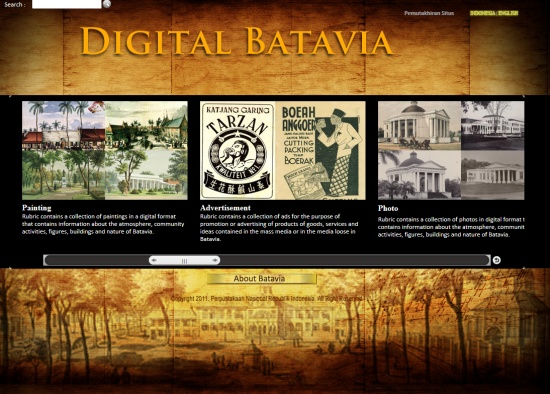 Search :
Pemutakhiran Situs
INDONESIA | ENGLISH
DIGITAL BATAVIA
KATJANG GARING
TARZAN
KWALITEIT No. 1
BOEAH
ANGGOER
CUTTING
PACKING
BOERAK
Painting
Rubric contains a collection of paintings in a digital format
that contains information about the atmosphere, community
activities, figures, buildings and nature of Batavia.
Advertisement
Rubric contains a collection of ads for the purpose of
promotion or advertising of products of goods, services and
ideas contained in the mass media or in the media loose in
Batavia.
Photo
Rubric contains a collection of photos in digital format t
contains information about the atmosphere, community
activities, figures, buildings and nature of Batavia.
About Batavia
Copyright 2011. Perpustakaan Nasional Republik Indonesia. All Right Reserved